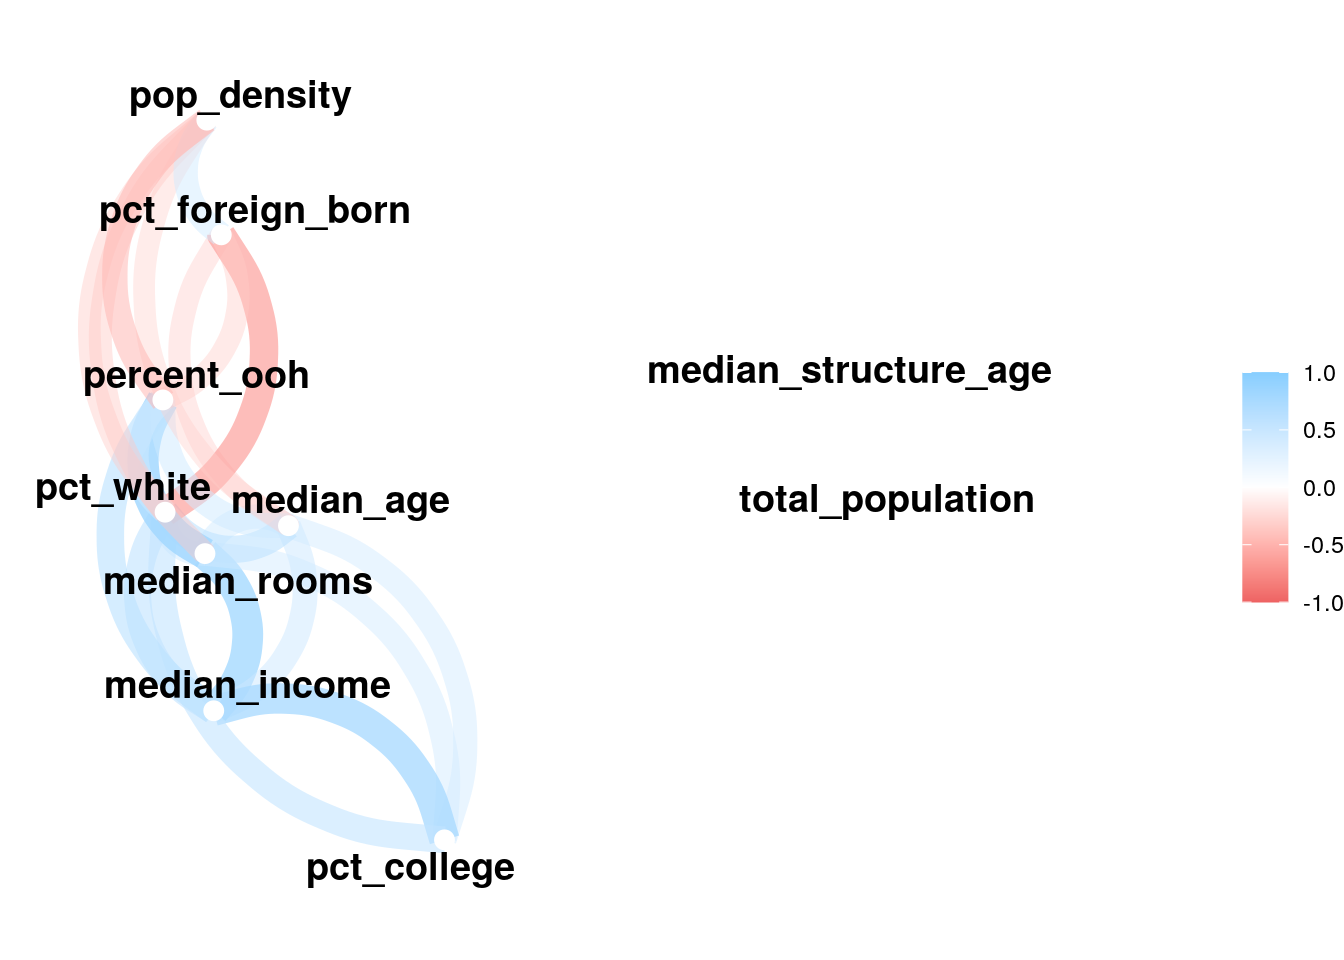 pop_density
pct_foreign_born
percent_ooh
median_structure_age
pct_white
median_age
total_population
median_rooms
median_income
pct_college
1.0
0.5
0.0
-0.5
-1.0